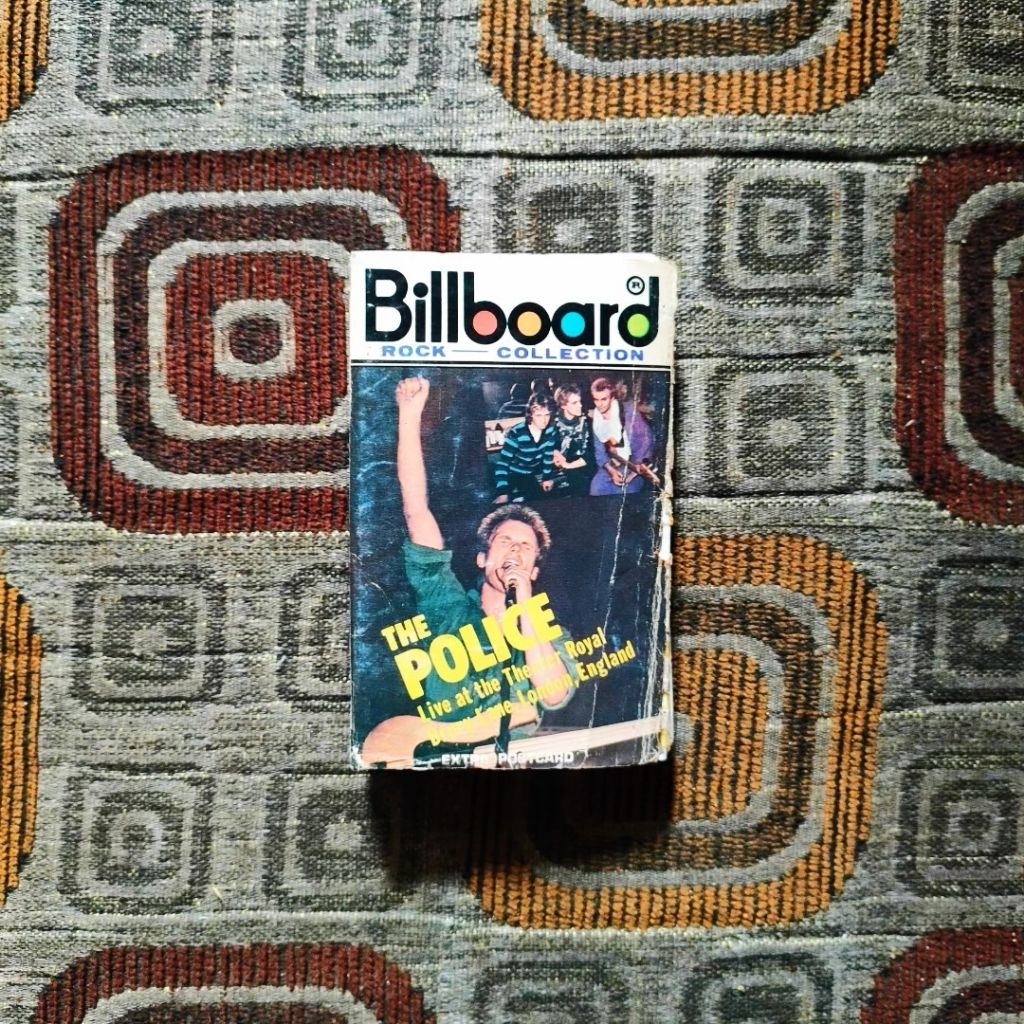 Billboard®
ROCK — COLLECTION
THE
POLICE
Live at the Theater Royal
Drury Lane London, England
EXTRA POSTCARD